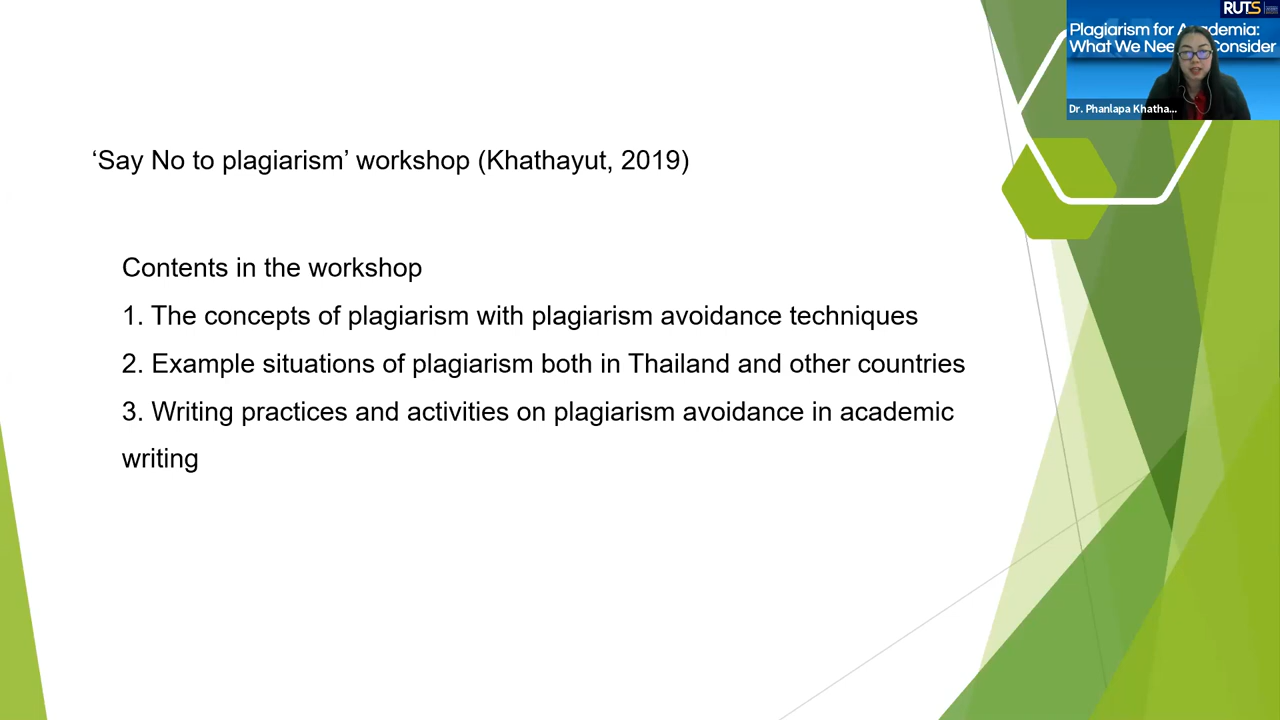 RUTS
Plagiarism for Academia:
What We Need Consider
Dr. Phanlapa Khatha...
‘Say No to plagiarism’ workshop (Khathayut, 2019)
Contents in the workshop
1. The concepts of plagiarism with plagiarism avoidance techniques
2. Example situations of plagiarism both in Thailand and other countries
3. Writing practices and activities on plagiarism avoidance in academic
writing